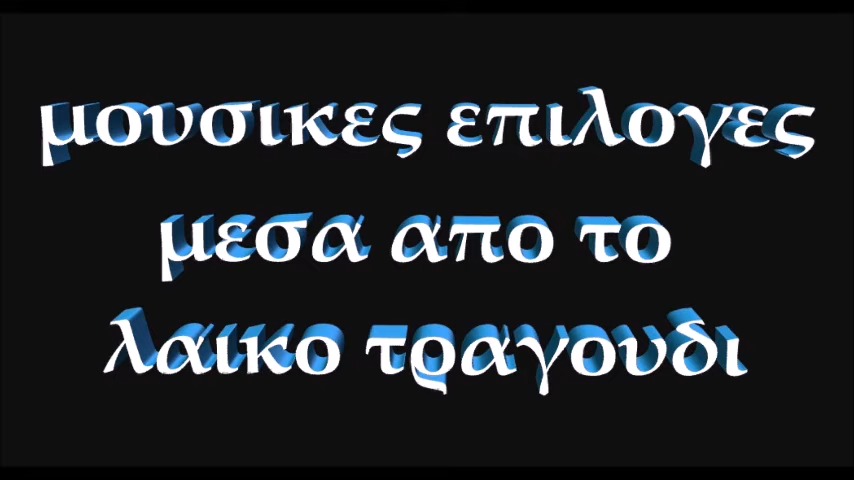 μουσικες επιλογες
μεσα απο το
λαικο τραγουδι